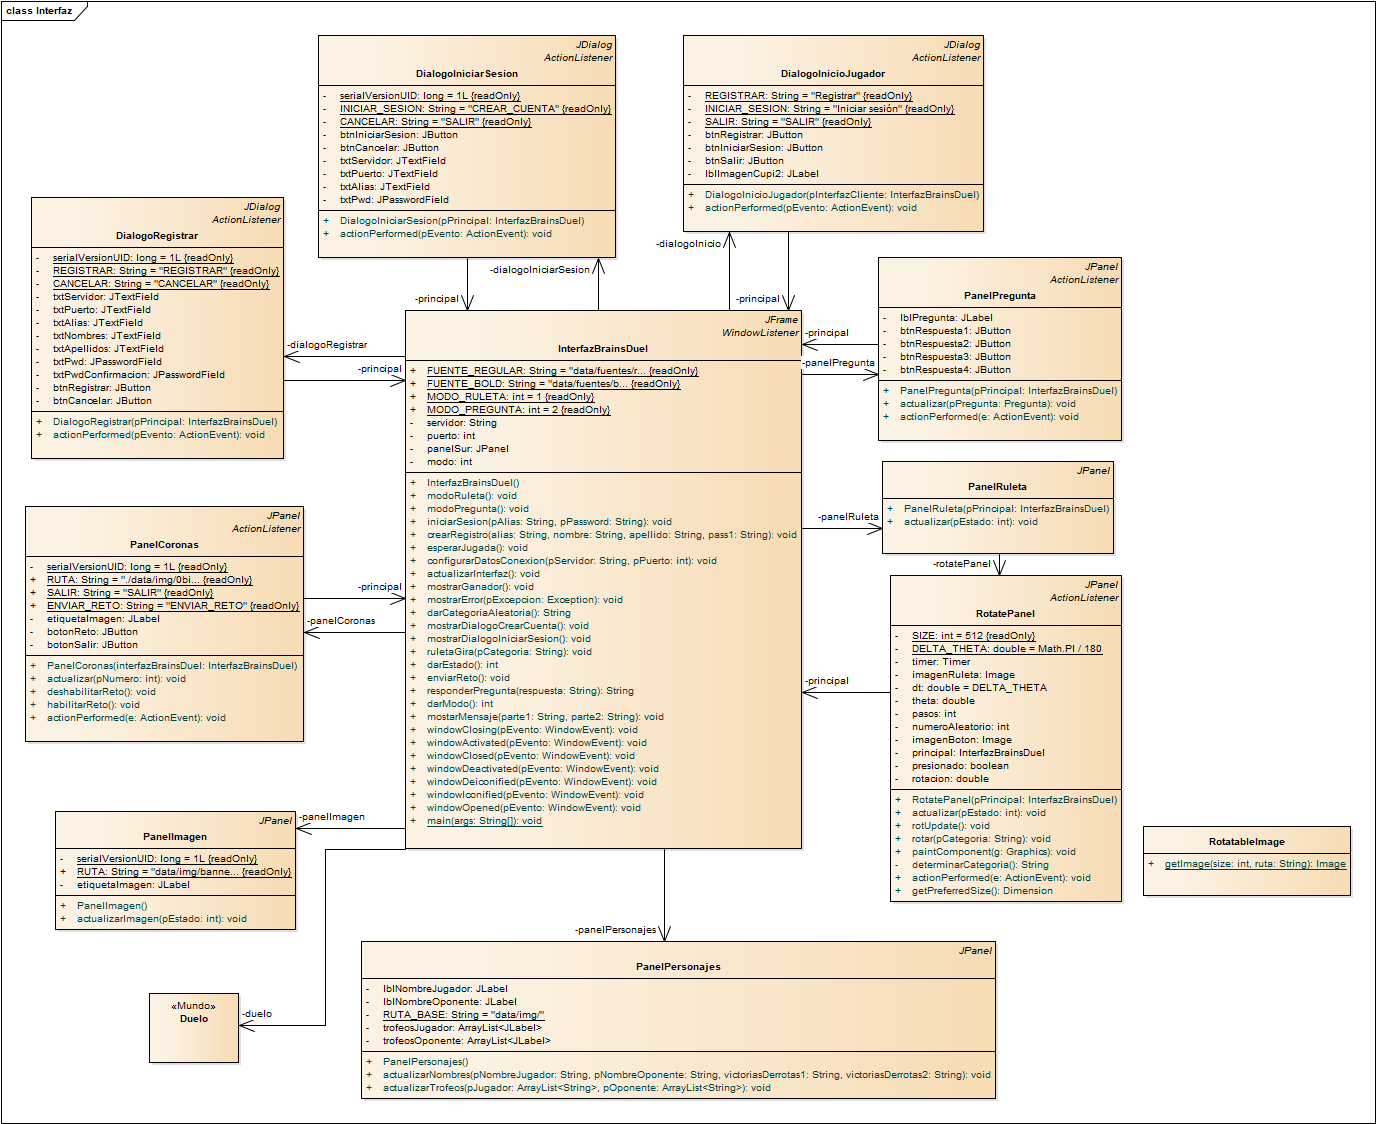 class Interfaz
JDialog
ActionListener
DialogoIniciarSesion
- serialVersionUID: long = 1L {readOnly}
- INICIAR_SESION: String = "CREAR_CUENTA" {readOnly}
- CANCELAR: String = "SALIR" {readOnly}
- btnIniciarSesion: JButton
- btnCancelar: JButton
- txtServidor: JTextField
- txtPuerto: JTextField
- txtAlias: JTextField
- txtPwd: JPasswordField
+ DialogoIniciarSesion(pPrincipal: InterfazBrainsDuel)
+ actionPerformed(pEvento: ActionEvent): void
JDialog
ActionListener
DialogoInicioJugador
- REGISTRAR: String = "Registrar" {readOnly}
- INICIAR_SESION: String = "Iniciar sesión" {readOnly}
- SALIR: String = "SALIR" {readOnly}
- btnRegistrar: JButton
- btnIniciarSesion: JButton
- btnSalir: JButton
- lblImagenCupi2: JLabel
+ DialogoInicioJugador(pInterfazCliente: InterfazBrainsDuel)
+ actionPerformed(pEvento: ActionEvent): void
JDialog
ActionListener
DialogoRegistrar
- serialVersionUID: long = 1L {readOnly}
- REGISTRAR: String = "REGISTRAR" {readOnly}
- CANCELAR: String = "CANCELAR" {readOnly}
- txtServidor: JTextField
- txtPuerto: JTextField
- txtAlias: JTextField
- txtNombres: JTextField
- txtApellidos: JTextField
- txtPwd: JPasswordField
- txtPwdConfirmacion: JPasswordField
- btnRegistrar: JButton
- btnCancelar: JButton
+ DialogoRegistrar(pPrincipal: InterfazBrainsDuel)
+ actionPerformed(pEvento: ActionEvent): void
-dialogoInicio
-dialogoIniciarSesion
-principal
-principal
JPanel
ActionListener
PanelPregunta
- lblPregunta: JLabel
- btnRespuesta1: JButton
- btnRespuesta2: JButton
- btnRespuesta3: JButton
- btnRespuesta4: JButton
+ PanelPregunta(pPrincipal: InterfazBrainsDuel)
+ actualizar(pPregunta: Pregunta): void
+ actionPerformed(e: ActionEvent): void
-principal
-panelPregunta
-dialogoRegistrar
-principal
JFrame
WindowListener
InterfazBrainsDuel
+ FUENTE_REGULAR: String = "data/fuentes/r... {readOnly}
+ FUENTE_BOLD: String = "data/fuentes/b... {readOnly}
+ MODO_RULETA: int = 1 {readOnly}
+ MODO_PREGUNTA: int = 2 {readOnly}
- servidor: String
- puerto: int
- panelSur: JPanel
- modo: int
+ InterfazBrainsDuel()
+ modoRuleta(): void
+ modoPregunta(): void
+ iniciarSesion(pAlias: String, pPassword: String): void
+ crearRegistro(alias: String, nombre: String, apellido: String, pass1: String): void
+ esperarJugada(): void
+ configurarDatosConexion(pServidor: String, pPuerto: int): void
+ actualizarInterfaz(): void
+ mostrarGanador(): void
+ mostrarError(pExcepcion: Exception): void
+ darCategoriaAleatoria(): String
+ mostrarDialogoCrearCuenta(): void
+ mostrarDialogoIniciarSesion(): void
+ ruletaGira(pCategoria: String): void
+ darEstado(): int
+ enviarReto(): void
+ responderPregunta(respuesta: String): String
+ darModo(): int
+ mostarMensaje(parte1: String, parte2: String): void
+ windowClosing(pEvento: WindowEvent): void
+ windowActivated(pEvento: WindowEvent): void
+ windowClosed(pEvento: WindowEvent): void
+ windowDeactivated(pEvento: WindowEvent): void
+ windowDeiconified(pEvento: WindowEvent): void
+ windowIconified(pEvento: WindowEvent): void
+ windowOpened(pEvento: WindowEvent): void
+ main(args: String[]): void
JPanel
PanelRuleta
+ PanelRuleta(pPrincipal: InterfazBrainsDuel)
+ actualizar(pEstado: int): void
-panelRuleta
-rotatePanel
JPanel
ActionListener
PanelCoronas
- serialVersionUID: long = 1L {readOnly}
+ RUTA: String = "./data/img/0bi... {readOnly}
+ SALIR: String = "SALIR" {readOnly}
+ ENVIAR_RETO: String = "ENVIAR_RETO" {readOnly}
- etiquetaImagen: JLabel
- botonReto: JButton
- botonSalir: JButton
+ PanelCoronas(interfazBrainsDuel: InterfazBrainsDuel)
+ actualizar(pNumero: int): void
+ deshabilitarReto(): void
+ habilitarReto(): void
+ actionPerformed(e: ActionEvent): void
-principal
-panelCoronas
JPanel
ActionListener
RotatePanel
- SIZE: int = 512 {readOnly}
- DELTA_THETA: double = Math.PI / 180
- timer: Timer
- imagenRuleta: Image
- dt: double = DELTA_THETA
- theta: double
- pasos: int
- numeroAleatorio: int
- imagenBoton: Image
- principal: InterfazBrainsDuel
- presionado: boolean
- rotacion: double
+ RotatePanel(pPrincipal: InterfazBrainsDuel)
+ actualizar(pEstado: int): void
+ rotUpdate(): void
+ rotar(pCategoria: String): void
+ paintComponent(g: Graphics): void
- determinarCategoria(): String
+ actionPerformed(e: ActionEvent): void
+ getPreferredSize(): Dimension
-principal
RotatableImage
+ getImage(size: int, ruta: String): Image
JPanel
PanelImagen
- serialVersionUID: long = 1L {readOnly}
+ RUTA: String = "data/img/banne... {readOnly}
- etiquetaImagen: JLabel
+ PanelImagen()
+ actualizarImagen(pEstado: int): void
-panelImagen
-panelPersonajes
JPanel
PanelPersonajes
- lblNombreJugador: JLabel
- lblNombreOponente: JLabel
- RUTA_BASE: String = "data/img/"
- trofeosJugador: ArrayList<JLabel>
- trofeosOponente: ArrayList<JLabel>
+ PanelPersonajes()
+ actualizarNombres(pNombreJugador: String, pNombreOponente: String, victoriasDerrotas1: String, victoriasDerrotas2: String): void
+ actualizarTrofeos(pJugador: ArrayList<String>, pOponente: ArrayList<String>): void
«Mundo»
Duelo
-duelo